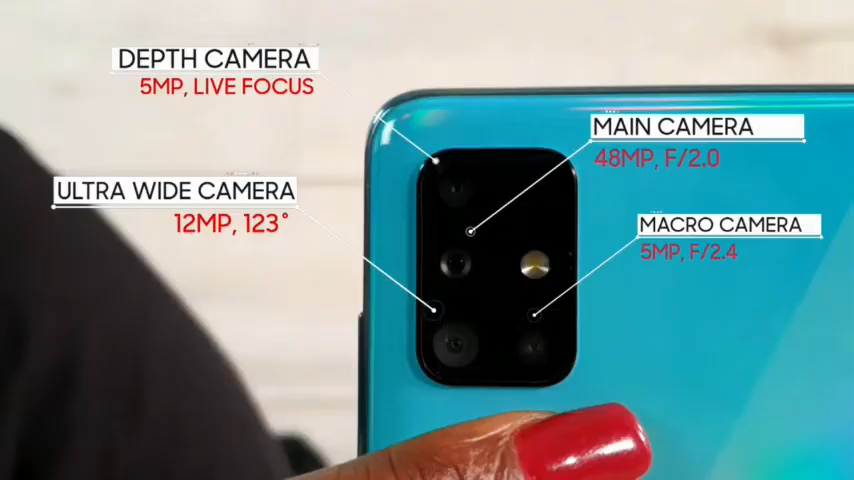 DEPTH CAMERA
5MP, LIVE FOCUS
MAIN CAMERA
48MP, F/2.0
ULTRA WIDE CAMERA
12MP, 123°
MACRO CAMERA
5MP, F/2.4